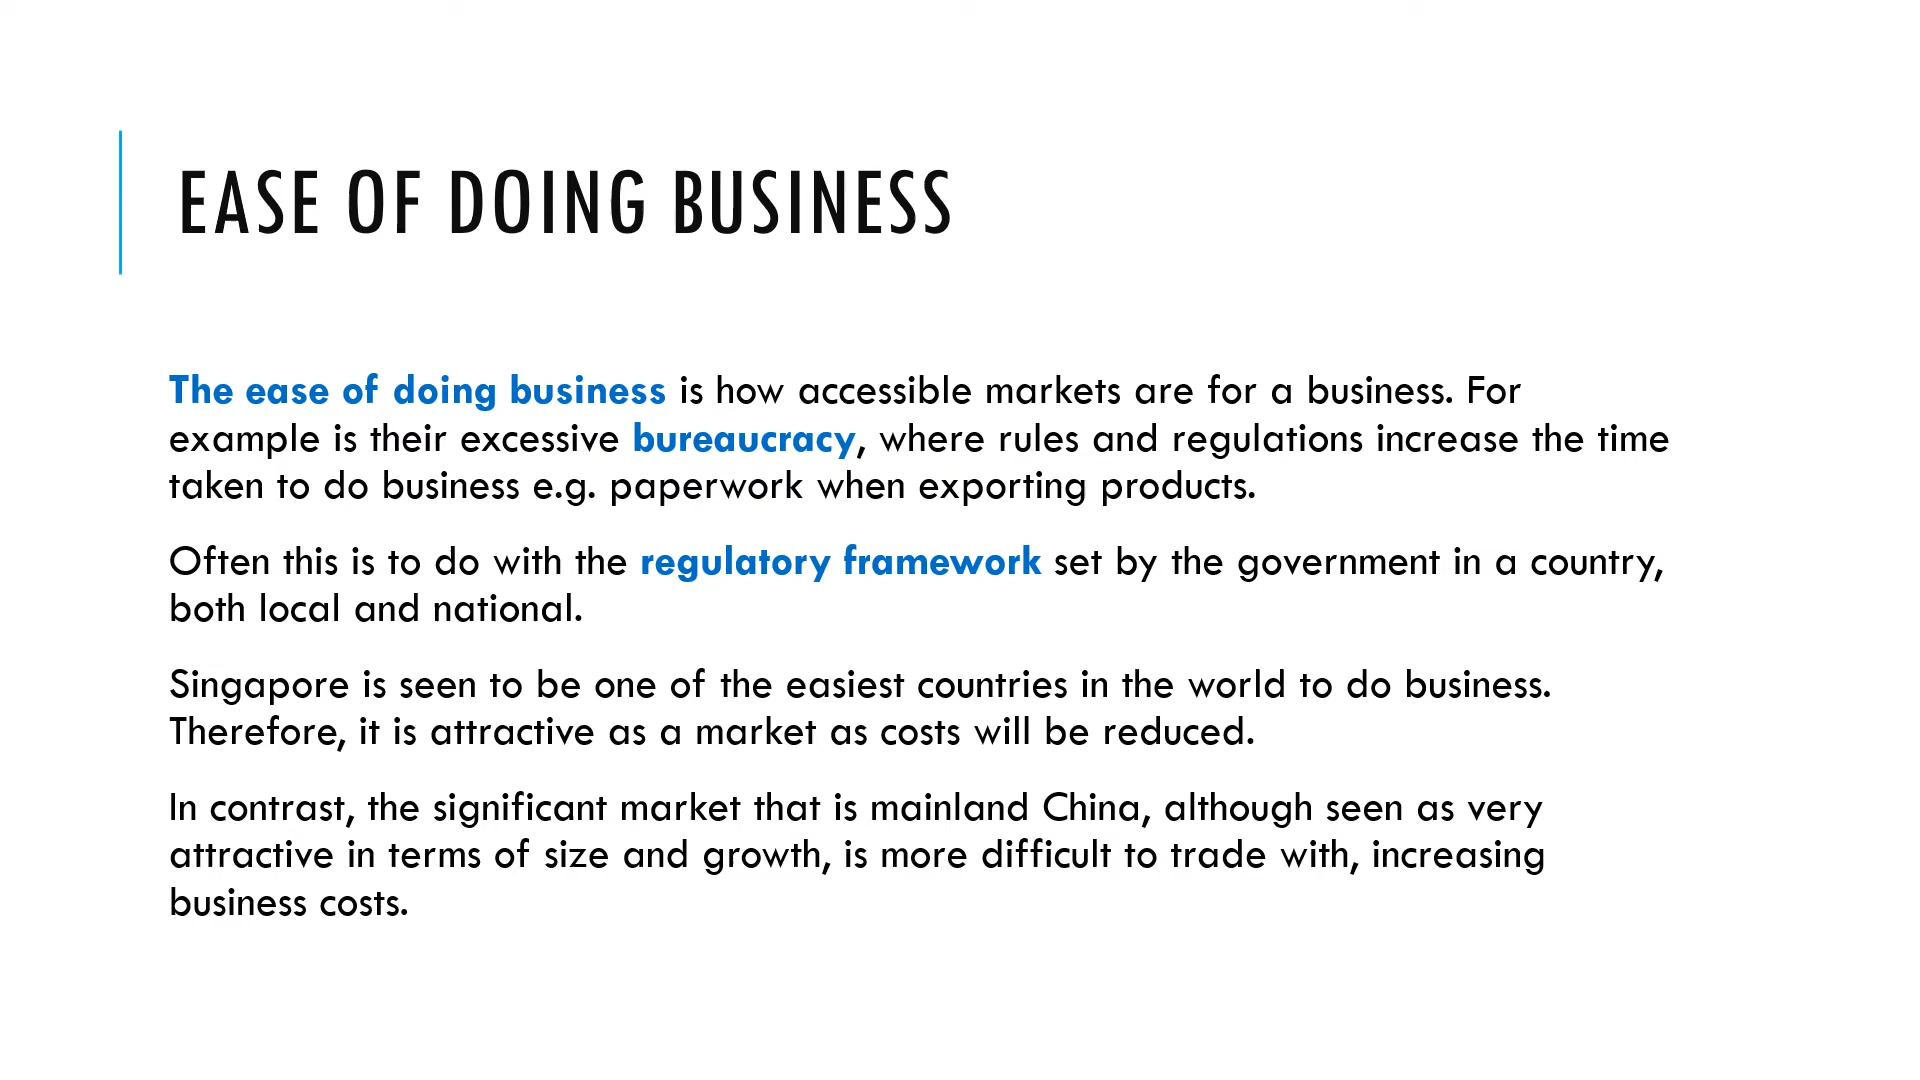 EASE OF DOING BUSINESS
The ease of doing business is how accessible markets are for a business. For
example is their excessive bureaucracy, where rules and regulations increase the time
taken to do business e.g. paperwork when exporting products.
Often this is to do with the regulatory framework set by the government in a country,
both local and national.
Singapore is seen to be one of the easiest countries in the world to do business.
Therefore, it is attractive as a market as costs will be reduced.
In contrast, the significant market that is mainland China, although seen as very
attractive in terms of size and growth, is more difficult to trade with, increasing
business costs.